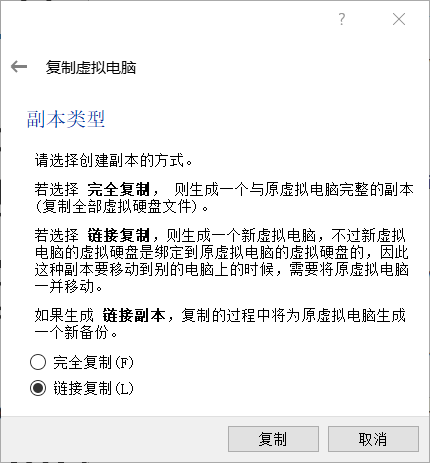 ?
复制虚拟电脑
副本类型
请选择创建副本的方式。
若选择 完全复制， 则生成一个与原虚拟电脑完整的副本
(复制全部虚拟硬盘文件)。
若选择 链接复制，则生成一个新虚拟电脑，不过新虚拟
电脑的虚拟硬盘是绑定到原虚拟电脑的虚拟硬盘的，因此
这种副本要移动到别的电脑上的时候，需要将原虚拟电脑
一并移动。
如果生成 链接副本，复制的过程中将为原虚拟电脑生成
一个新备份。
完全复制(F)
链接复制(L)
复制
取消